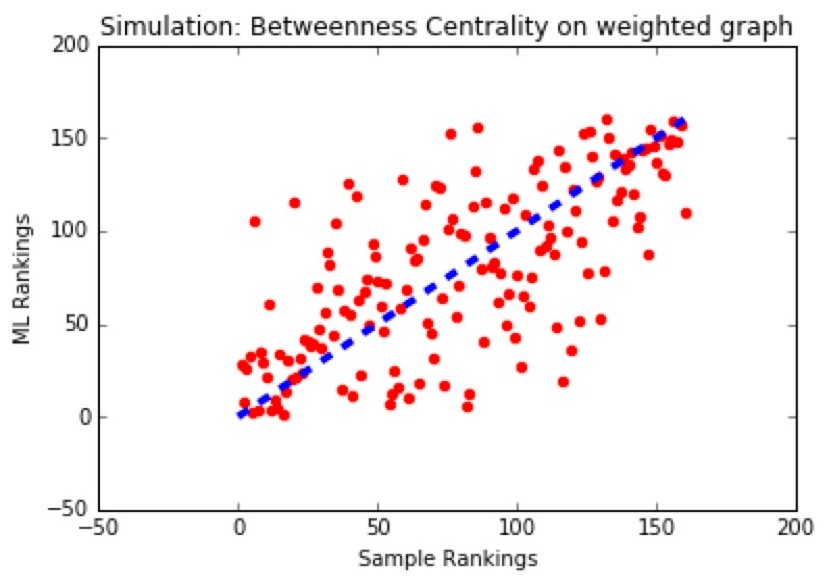 Simulation: Betweenness Centrality on weighted graph
200
150
100
50
0
−50
ML Rankings
−50 0 50 100 150 200
Sample Rankings